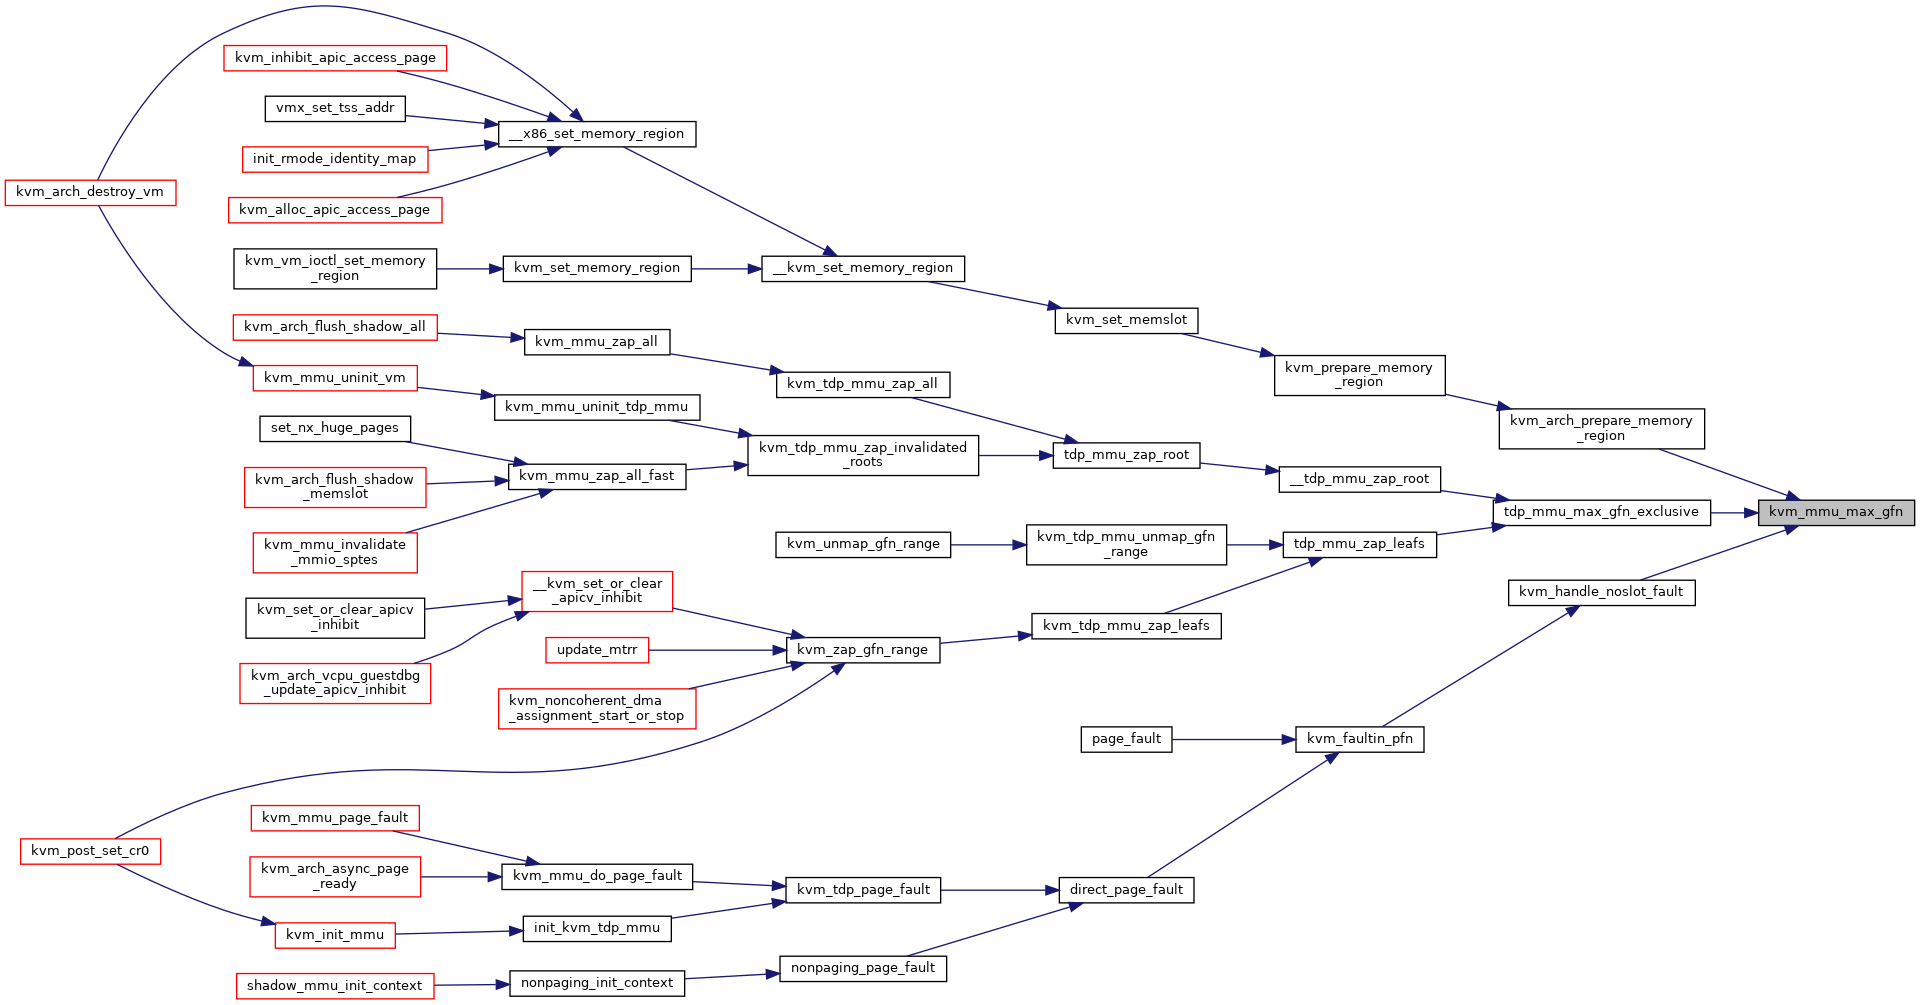 kvm_inhibit_apic_access_page
vmx_set_tss_addr
__x86_set_memory_region
init_rmode_identity_map
kvm_arch_destroy_vm
kvm_alloc_apic_access_page
kvm_vm_ioctl_set_memory
_region
kvm_set_memory_region
__kvm_set_memory_region
kvm_set_memslot
kvm_arch_flush_shadow_all
kvm_mmu_zap_all
kvm_prepare_memory
_region
kvm_mmu_uninit_vm
kvm_tdp_mmu_zap_all
kvm_mmu_uninit_tdp_mmu
kvm_arch_prepare_memory
_region
set_nx_huge_pages
kvm_tdp_mmu_zap_invalidated
_roots
tdp_mmu_zap_root
kvm_mmu_zap_all_fast
__tdp_mmu_zap_root
kvm_arch_flush_shadow
_memslot
tdp_mmu_max_gfn_exclusive
kvm_mmu_max_gfn
kvm_mmu_invalidate
_mmio_sptes
kvm_unmap_gfn_range
kvm_tdp_mmu_unmap_gfn
_range
tdp_mmu_zap_leafs
__kvm_set_or_clear
_apicv_inhibit
kvm_handle_noslot_fault
kvm_set_or_clear_apicv
_inhibit
kvm_tdp_mmu_zap_leafs
update_mtrr
kvm_zap_gfn_range
kvm_arch_vcpu_guestdbg
_update_apicv_inhibit
kvm_noncoherent_dma
_assignment_start_or_stop
page_fault
kvm_faultin_pfn
kvm_mmu_page_fault
kvm_post_set_cr0
kvm_arch_async_page
_ready
kvm_mmu_do_page_fault
kvm_tdp_page_fault
direct_page_fault
kvm_init_mmu
init_kvm_tdp_mmu
nonpaging_page_fault
shadow_mmu_init_context
nonpaging_init_context